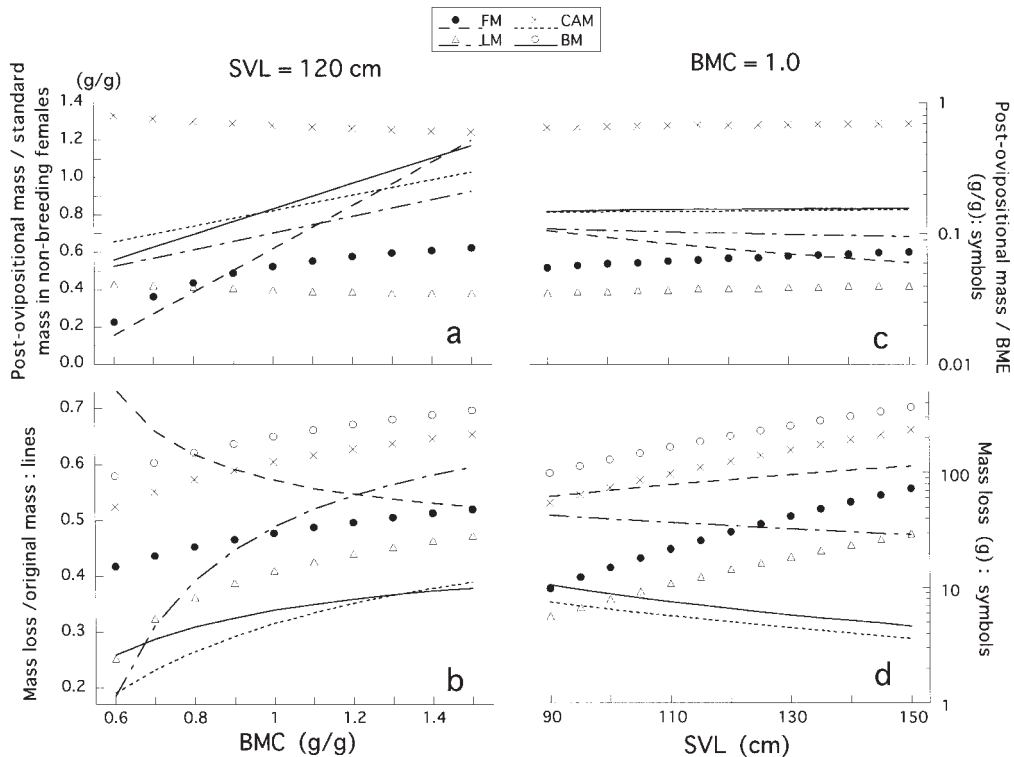 FM CAM
LM BM
SVL = 120 cm
BMC = 1.0
(g/g)
Post-ovipositional mass / standard
mass in non-breeding females
1.4
1.2
1.0
0.8
0.6
0.4
0.2
0.0
a
c
1
0.1
0.01
Post-ovipositional mass / BME
(g/g): symbols
Mass loss /original mass : lines
0.7
0.6
0.5
0.4
0.3
0.2
b
d
100
10
1
Mass loss (g) : symbols
0.6 0.8 1 1.2 1.4
BMC (g/g)
90 110 130 150
SVL (cm)